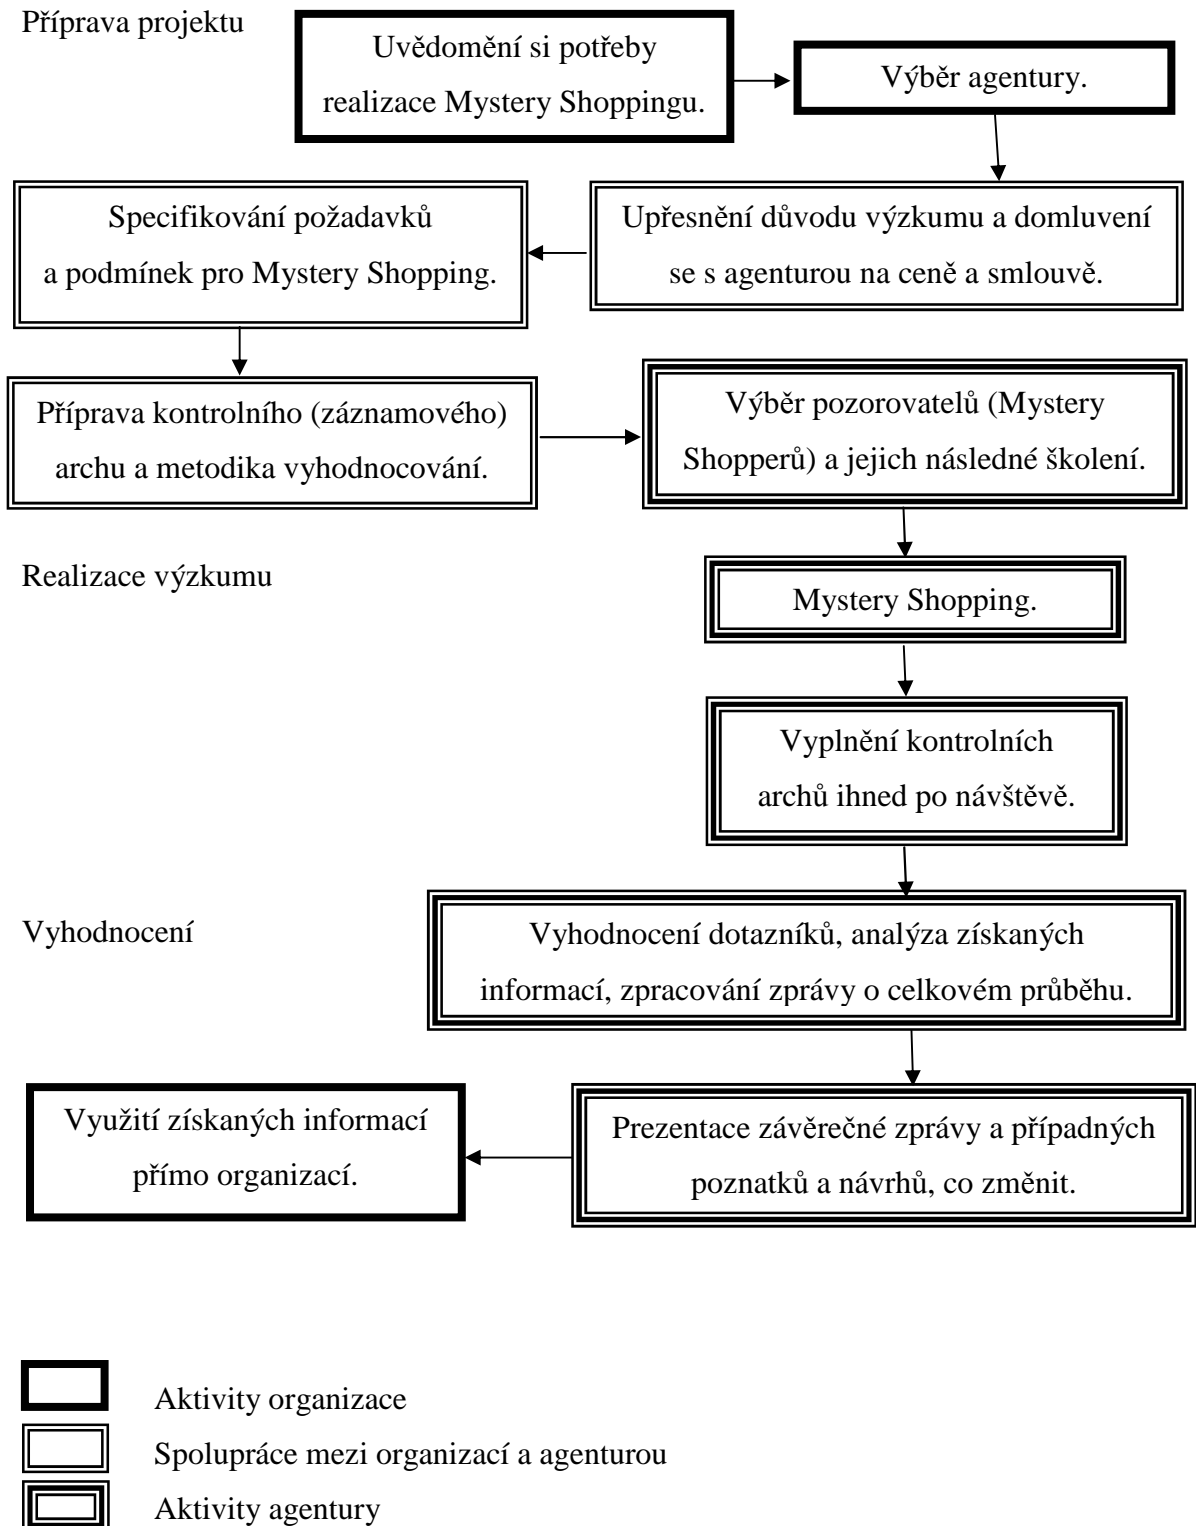 Příprava projektu
Uvědomění si potřeby
realizace Mystery Shoppingu.
Výběr agentury.
Upřesnění důvodu výzkumu a domluvení
se s agenturou na ceně a smlouvě.
Specifikování požadavků
a podmínek pro Mystery Shopping.
Příprava kontrolního (záznamového)
archu a metodika vyhodnocování.
Výběr pozorovatelů (Mystery
Shopperů) a jejich následné školení.
Realizace výzkumu
Mystery Shopping.
Vyplnění kontrolních
archů ihned po návštěvě.
Vyhodnocení
Vyhodnocení dotazníků, analýza získaných
informací, zpracování zprávy o celkovém průběhu.
Prezentace závěrečné zprávy a případných
poznatků a návrhů, co změnit.
Využití získaných informací
přímo organizací.
Aktivity organizace
Spolupráce mezi organizací a agenturou
Aktivity agentury